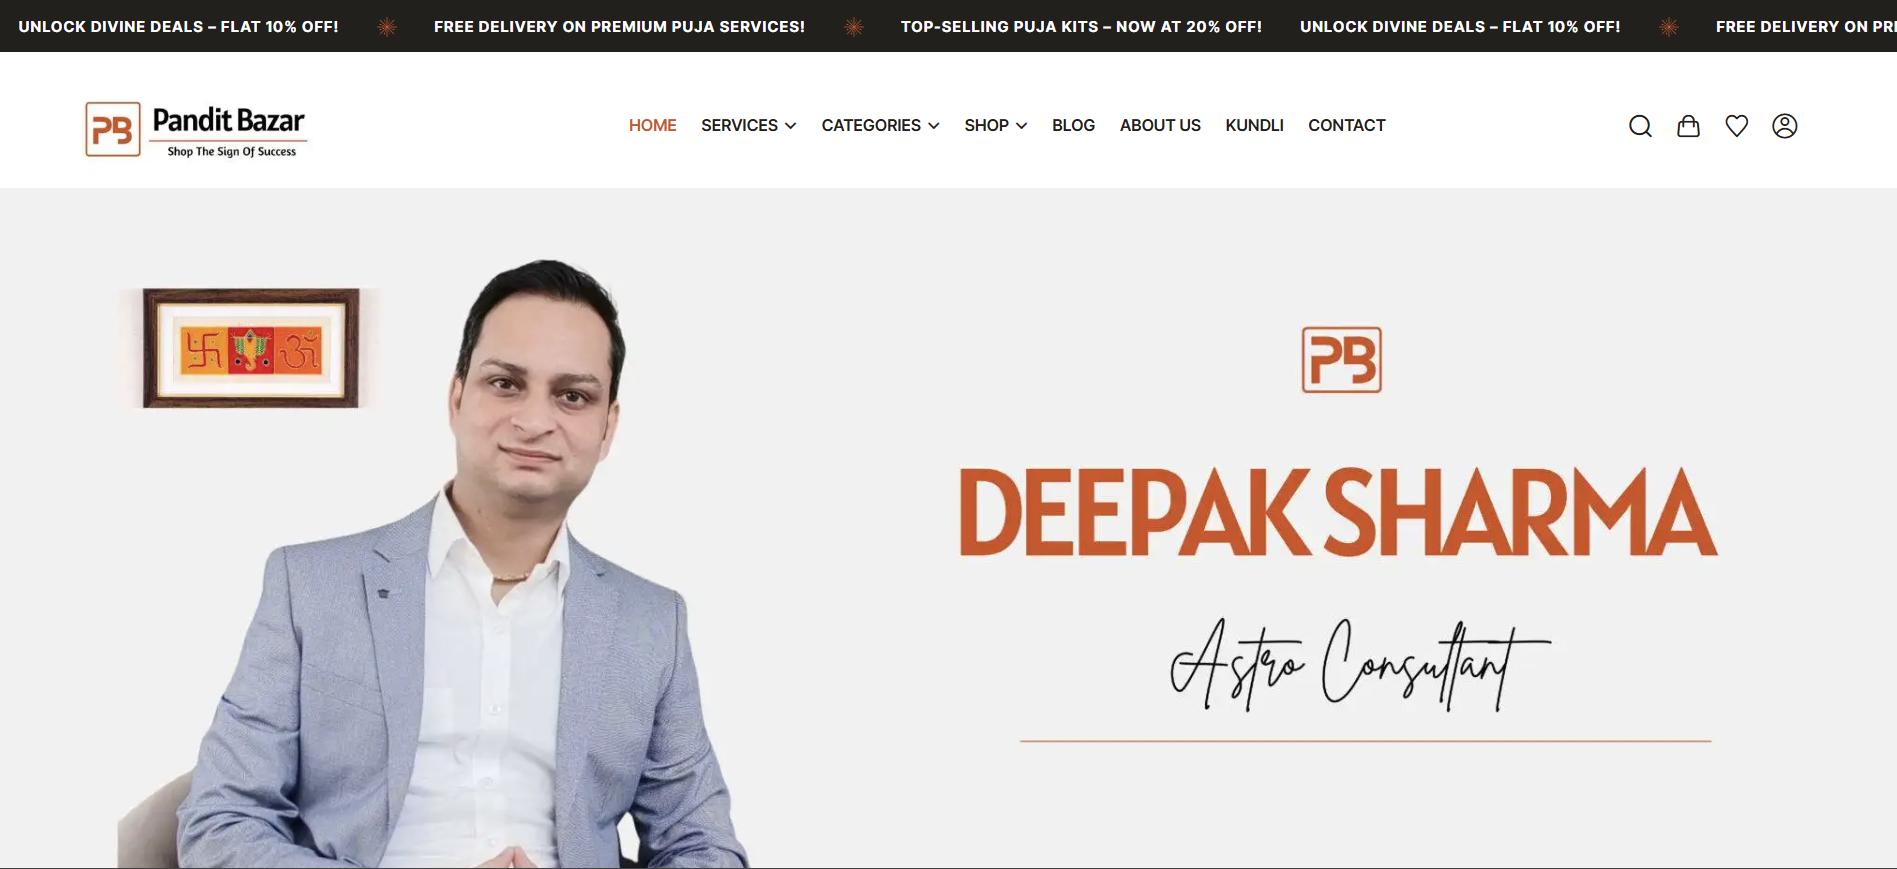 UNLOCK DIVINE DEALS – FLAT 10% OFF! FREE DELIVERY ON PREMIUM PUJA SERVICES! TOP-SELLING PUJA KITS – NOW AT 20% OFF! UNLOCK DIVINE DEALS – FLAT 10% OFF! FREE DELIVERY ON
PB Pandit Bazar
Shop The Sign Of Success
HOME SERVICES CATEGORIES SHOP BLOG ABOUT US KUNDLI CONTACT
ॐ
PB
DEEPAK SHARMA
Astro Consultant